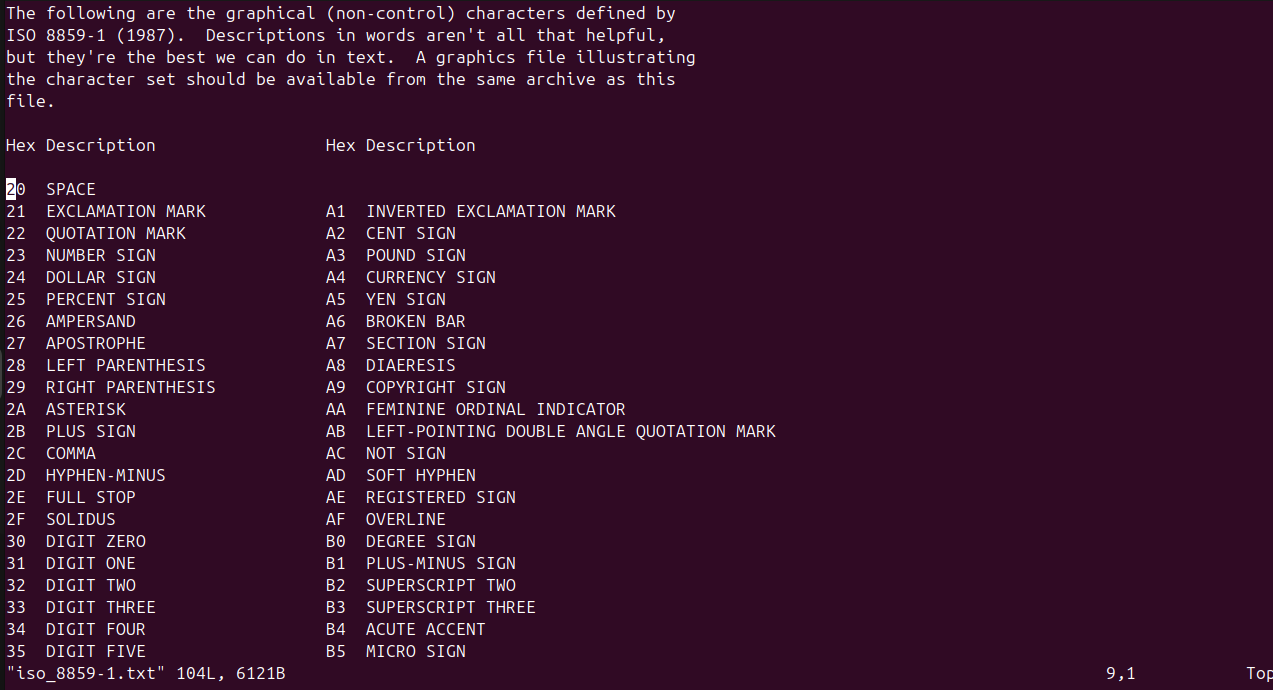 The following are the graphical (non-control) characters defined by
ISO 8859-1 (1987).  Descriptions in words aren't all that helpful,
but they're the best we can do in text.  A graphics file illustrating
the character set should be available from the same archive as this
file.

Hex Description                 Hex Description

20  SPACE
21  EXCLAMATION MARK            A1  INVERTED EXCLAMATION MARK
22  QUOTATION MARK              A2  CENT SIGN
23  NUMBER SIGN                 A3  POUND SIGN
24  DOLLAR SIGN                 A4  CURRENCY SIGN
25  PERCENT SIGN                A5  YEN SIGN
26  AMPERSAND                   A6  BROKEN BAR
27  APOSTROPHE                  A7  SECTION SIGN
28  LEFT PARENTHESIS            A8  DIAERESIS
29  RIGHT PARENTHESIS           A9  COPYRIGHT SIGN
2A  ASTERISK                    AA  FEMININE ORDINAL INDICATOR
2B  PLUS SIGN                   AB  LEFT-POINTING DOUBLE ANGLE QUOTATION MARK
2C  COMMA                       AC  NOT SIGN
2D  HYPHEN-MINUS                AD  SOFT HYPHEN
2E  FULL STOP                   AE  REGISTERED SIGN
2F  SOLIDUS                     AF  OVERLINE
30  DIGIT ZERO                  B0  DEGREE SIGN
31  DIGIT ONE                   B1  PLUS-MINUS SIGN
32  DIGIT TWO                   B2  SUPERSCRIPT TWO
33  DIGIT THREE                 B3  SUPERSCRIPT THREE
34  DIGIT FOUR                  B4  ACUTE ACCENT
35  DIGIT FIVE                  B5  MICRO SIGN
"iso_8859-1.txt" 104L, 6121B                                                  9,1           Top